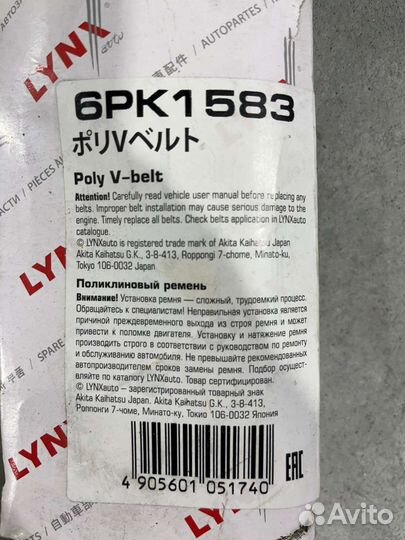 6PK1583
ポリVベルト
Poly V-belt
Attention! Carefully read vehicle user manual before replacing any
belts. Improper belt installation may cause serious damage to the
engine. Timely replace all belts. Check belts application in LYNXauto
catalogue.
© LYNXauto is registered trade mark of Akita Kaihatsu Japan
Akita Kaihatsu G.K., 3-8-413, Roppongi 7-chome, Minato-ku,
Tokyo 106-0032 Japan
Поликлиновый ремень
Внимание! Установка ремня — сложный, трудоемкий процесс.
Обращайтесь к специалистам! Неправильная установка является
причиной преждевременного выхода из строя ремня и может
привести к поломке двигателя. Установку и натяжение ремня
производить строго в соответствии с руководством по ремонту
и обслуживанию автомобиля. Не превышайте рекомендованных
автопроизводителем сроков замены ремня. Подбор осущест-
вляйте по каталогу LYNXauto. Товар сертифицирован.
© LYNXauto - является зарегистрированный товарный знак
Akita Kaihatsu Japan. Akita Kaihatsu G.K., 3-8-413,
Роппонги 7-чоме, Минато-ку, Токио 106-0032 Япония
4 905601 051740
EAC
LYNX
auto
LYNX
LYNX
Avito